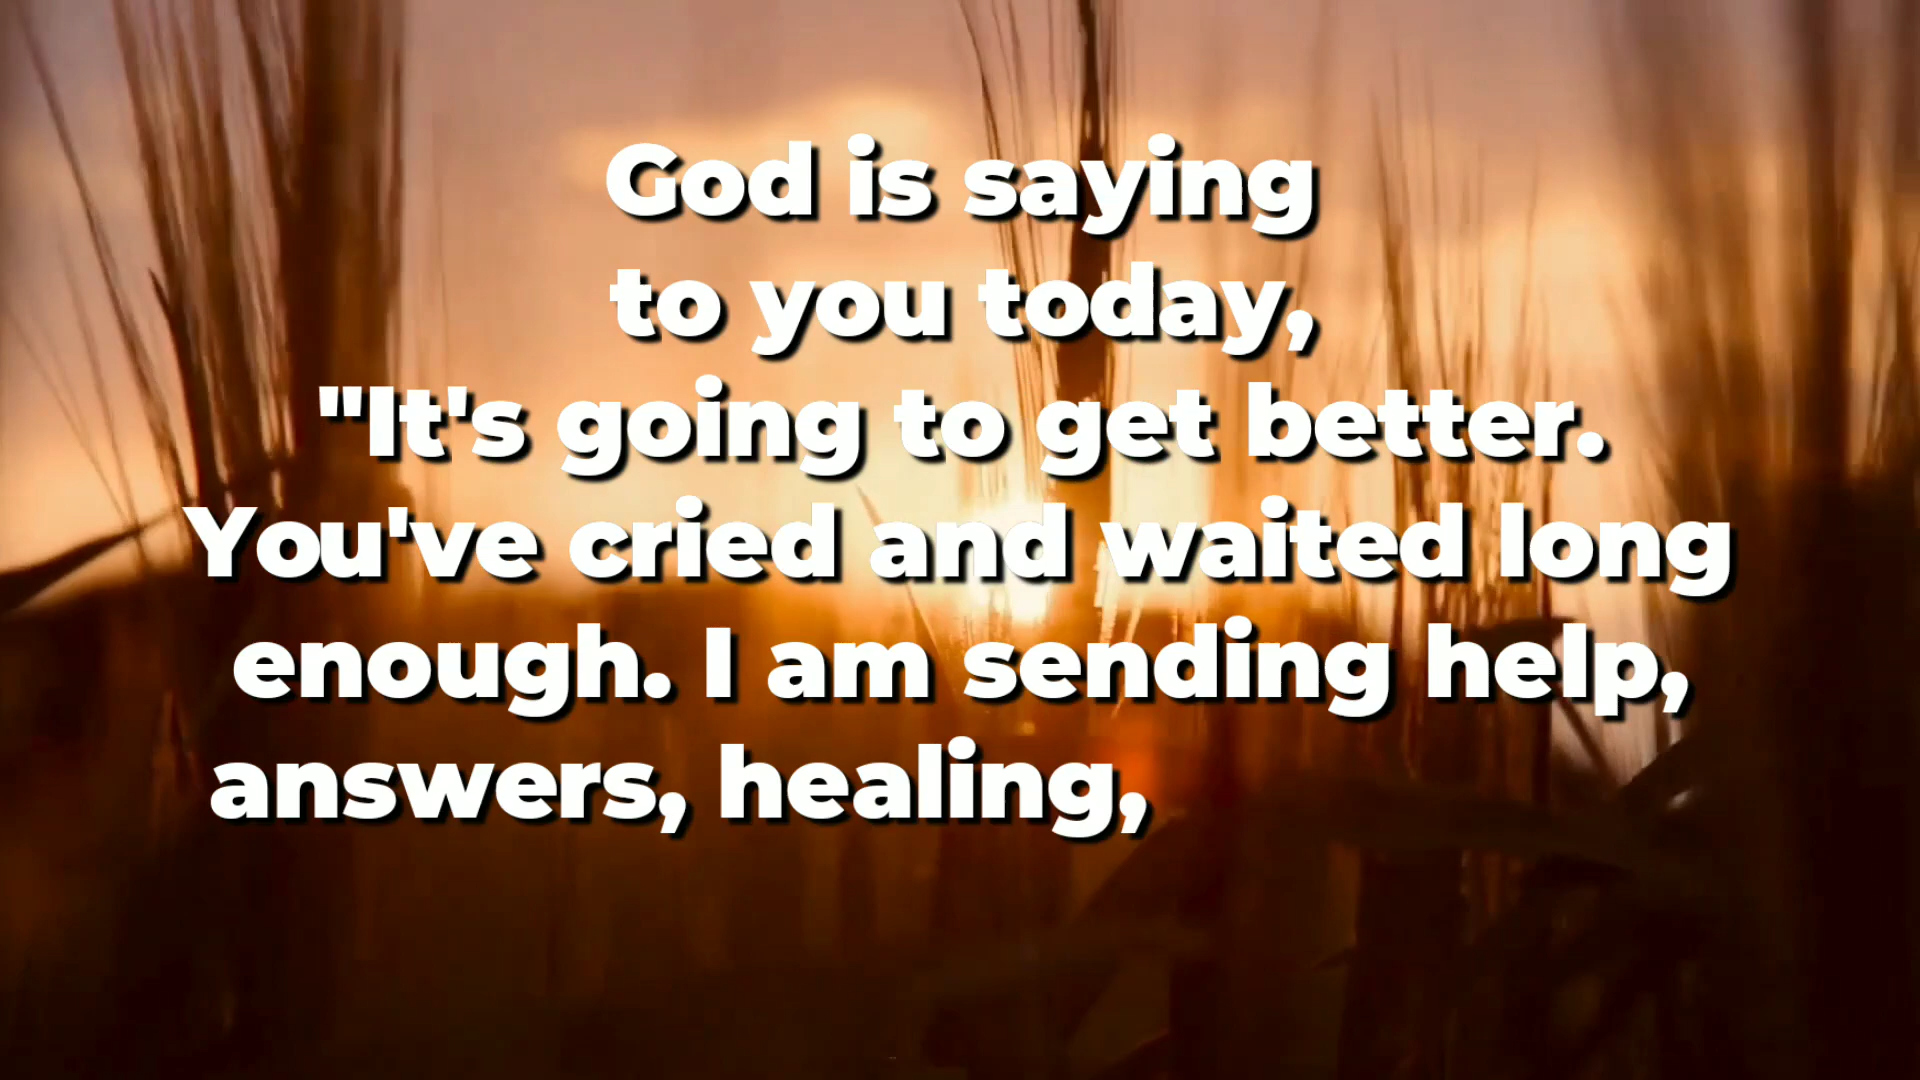 God is saying
to you today,
"It's going to get better.
You've cried and waited long
enough. I am sending help,
answers, healing,